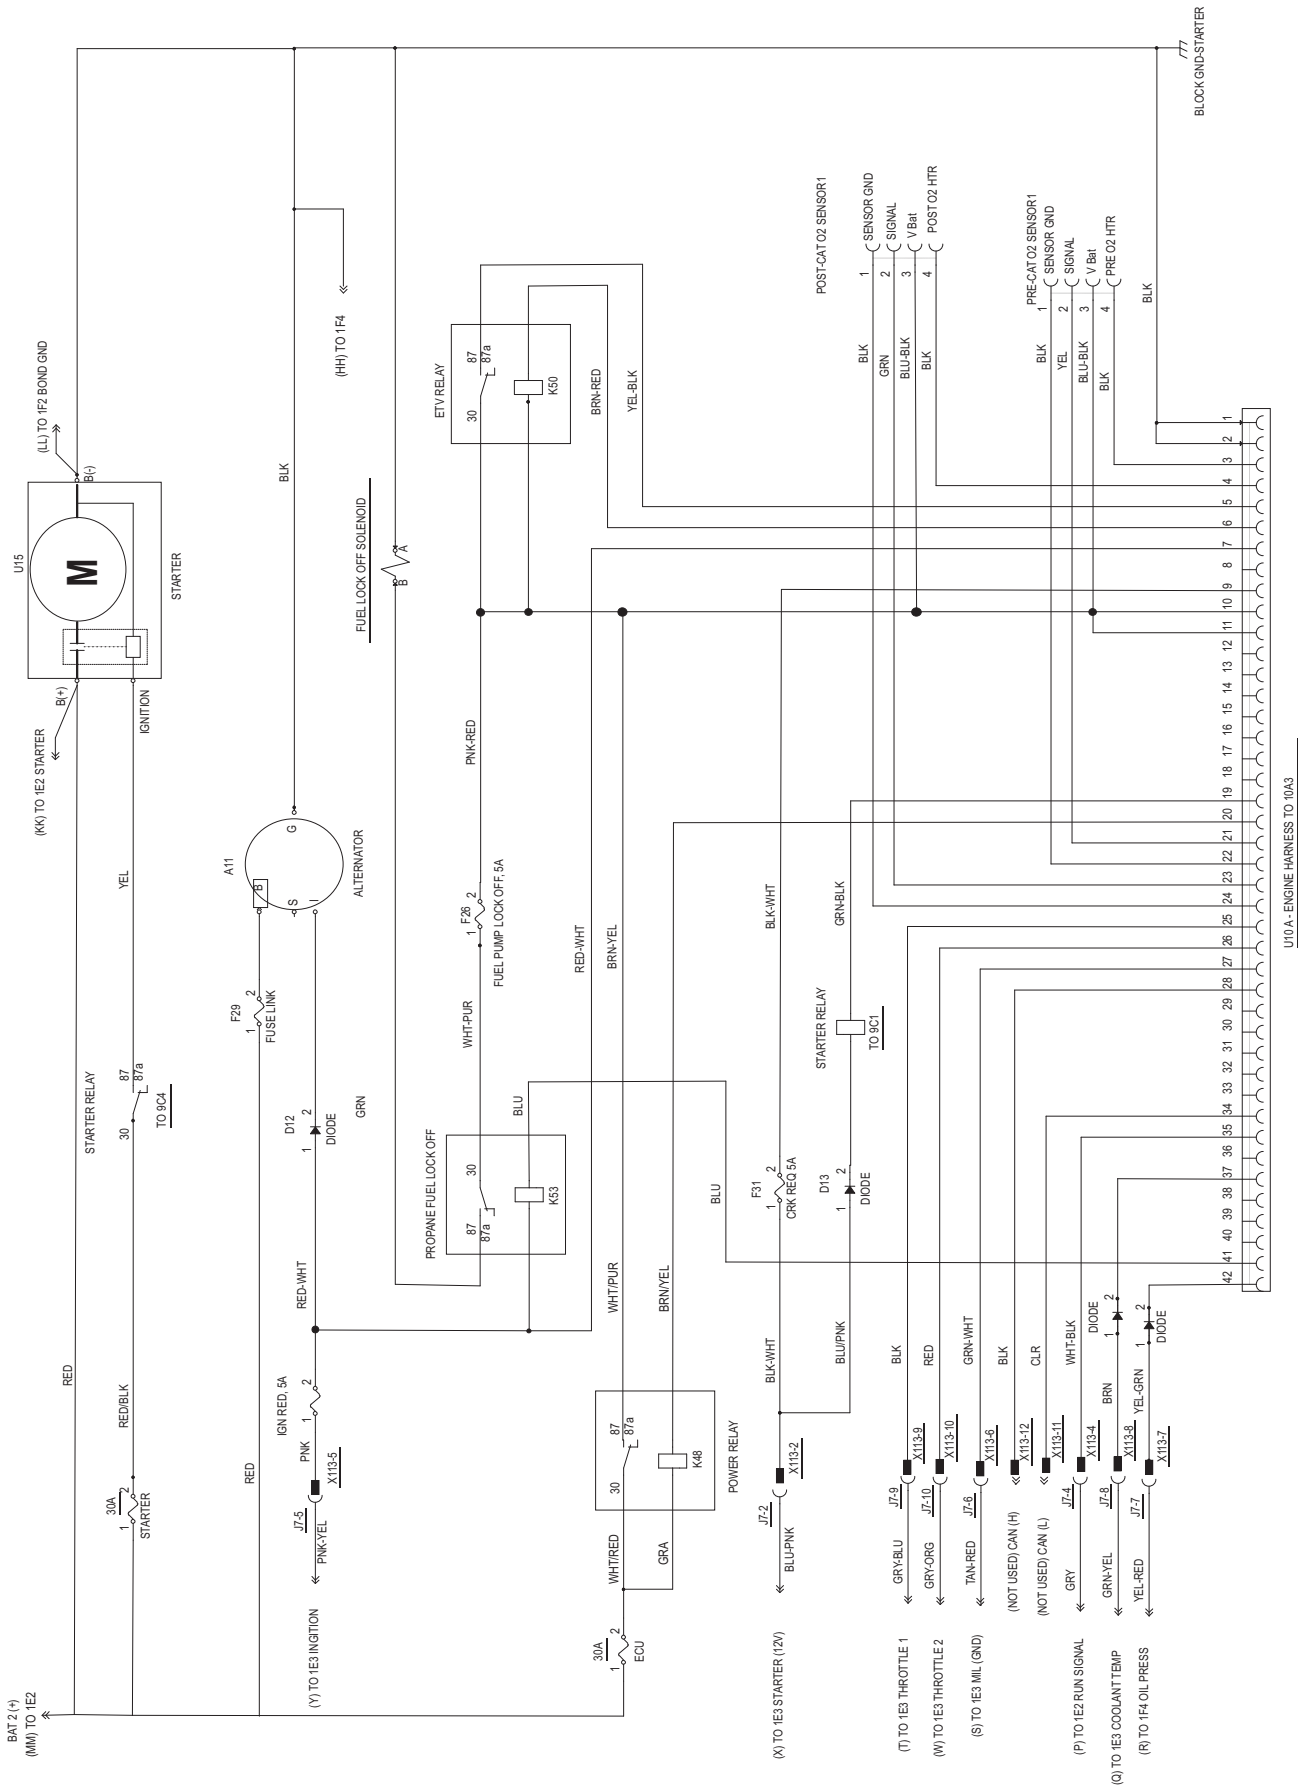 BAT 2 (+)
(MM) TO 1E2
RED
30A
1
2
STARTER
RED/BLK
STARTER RELAY
30
87
87a
TO 9C4
YEL
(KK) TO 1E2 STARTER
B(+)
IGNITION
U15
M
STARTER
B(-)
(LL) TO 1F2 BOND GND
RED
F29
1
2
FUSE LINK
A11
B
S
I
G
ALTERNATOR
BLK
(HH) TO 1F4
BLOCK GND-STARTER
(Y) TO 1E3 INGITION
PNK-YEL
J7-5
X113-5
PNK
IGN RED, 5A
1
2
RED-WHT
D12
1
2
DIODE
GRN
FUEL LOCK OFF SOLENOID
B
A
PROPANE FUEL LOCK OFF
87
87a
30
K53
BLU
WHT-PUR
F26
1
2
FUEL PUMP LOCK OFF, 5A
PNK-RED
ETV RELAY
30
87
87a
K50
BRN-RED
YEL-BLK
RED-WHT
BRN-YEL
30A
1
2
ECU
WHT/RED
GRA
30
87
87a
K48
POWER RELAY
WHT/PUR
BRN/YEL
BLU
(X) TO 1E3 STARTER (12V)
BLU-PNK
J7-2
X113-2
BLK-WHT
BLU/PNK
F31
1
2
CRK REQ 5A
D13
1
2
DIODE
STARTER RELAY
TO 9C1
BLK-WHT
GRN-BLK
POST-CAT O2 SENSOR1
1
2
3
4
SENSOR GND
SIGNAL
V Bat
POST O2 HTR
BLK
GRN
BLU-BLK
BLK
PRE-CAT O2 SENSOR1
1
2
3
4
SENSOR GND
SIGNAL
V Bat
PRE O2 HTR
BLK
YEL
BLU-BLK
BLK
BLK
(T) TO 1E3 THROTTLE 1
GRY-BLU
J7-9
X113-9
BLK
(W) TO 1E3 THROTTLE 2
GRY-ORG
J7-10
X113-10
RED
(S) TO 1E3 MIL (GND)
TAN-RED
J7-6
X113-6
GRN-WHT
(NOT USED) CAN (H)
X113-12
BLK
(NOT USED) CAN (L)
X113-11
CLR
(P) TO 1E2 RUN SIGNAL
GRY
J7-4
X113-4
WHT-BLK
(Q) TO 1E3 COOLANT TEMP
GRN-YEL
J7-8
X113-8
BRN
1
2
DIODE
(R) TO 1F4 OIL PRESS
YEL-RED
J7-7
X113-7
YEL-GRN
1
2
DIODE
1
2
3
4
5
6
7
8
9
10
11
12
13
14
15
16
17
18
19
20
21
22
23
24
25
26
27
28
29
30
31
32
33
34
35
36
37
38
39
40
41
42
U10 A - ENGINE HARNESS TO 10A3